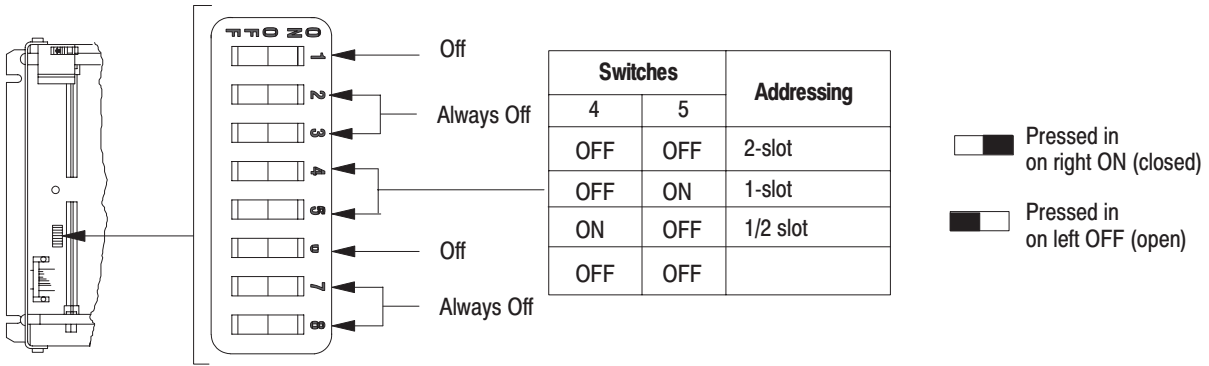 ON OFF
1
2
3
4
5
6
7
8
Off
Always Off
Off
Always Off
Switches Addressing
4 5
OFF OFF 2-slot
OFF ON 1-slot
ON OFF 1/2 slot
OFF OFF
Pressed in
on right ON (closed)
Pressed in
on left OFF (open)